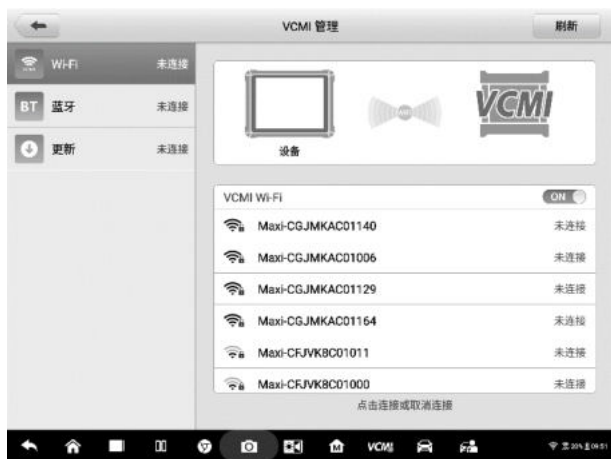 VCMI 管理
刷新
Wi-Fi 未连接
BT 蓝牙 未连接
更新 未连接
VCMI
设备
VCMI Wi-Fi ON
Maxi-CGJMKAC01140 未连接
Maxi-CGJMKAC01006 未连接
Maxi-CGJMKAC01129 未连接
Maxi-CGJMKAC01164 未连接
Maxi-CFJVK8C01011 未连接
Maxi-CFJVK8C01000 未连接
点击连接或取消连接
VCMI
09:51